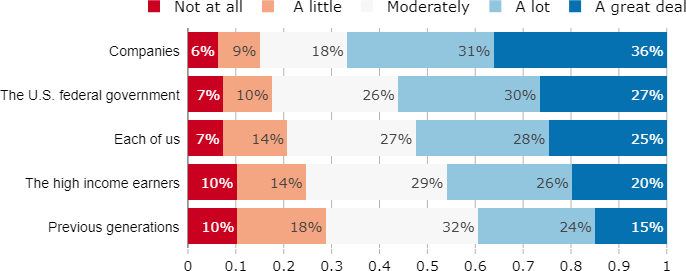 Not at all A little Moderately A lot A great deal
Companies 6% 9% 18% 31% 36%
The U.S. federal government 7% 10% 26% 30% 27%
Each of us 7% 14% 27% 28% 25%
The high income earners 10% 14% 29% 26% 20%
Previous generations 10% 18% 32% 24% 15%
0 0.1 0.2 0.3 0.4 0.5 0.6 0.7 0.8 0.9 1